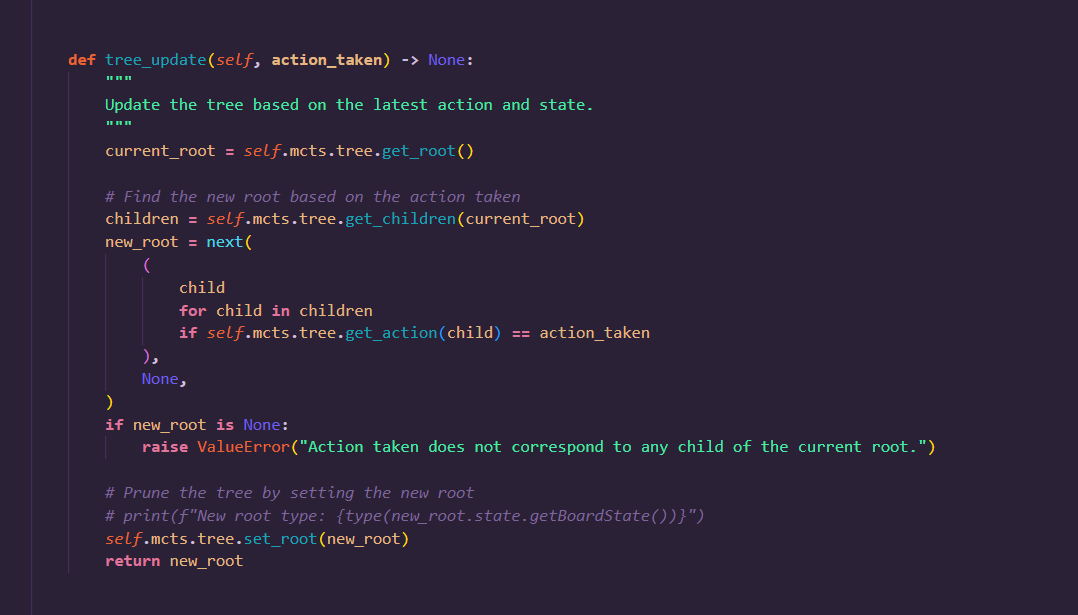 def tree_update(self, action_taken) -> None:
    """
    Update the tree based on the latest action and state.
    """
    current_root = self.mcts.tree.get_root()

    # Find the new root based on the action taken
    children = self.mcts.tree.get_children(current_root)
    new_root = next(
        (
            child
            for child in children
            if self.mcts.tree.get_action(child) == action_taken
        ),
        None,
    )
    if new_root is None:
        raise ValueError("Action taken does not correspond to any child of the current root.")

    # Prune the tree by setting the new root
    # print(f"New root type: {type(new_root.state.getBoardState())}")
    self.mcts.tree.set_root(new_root)
    return new_root